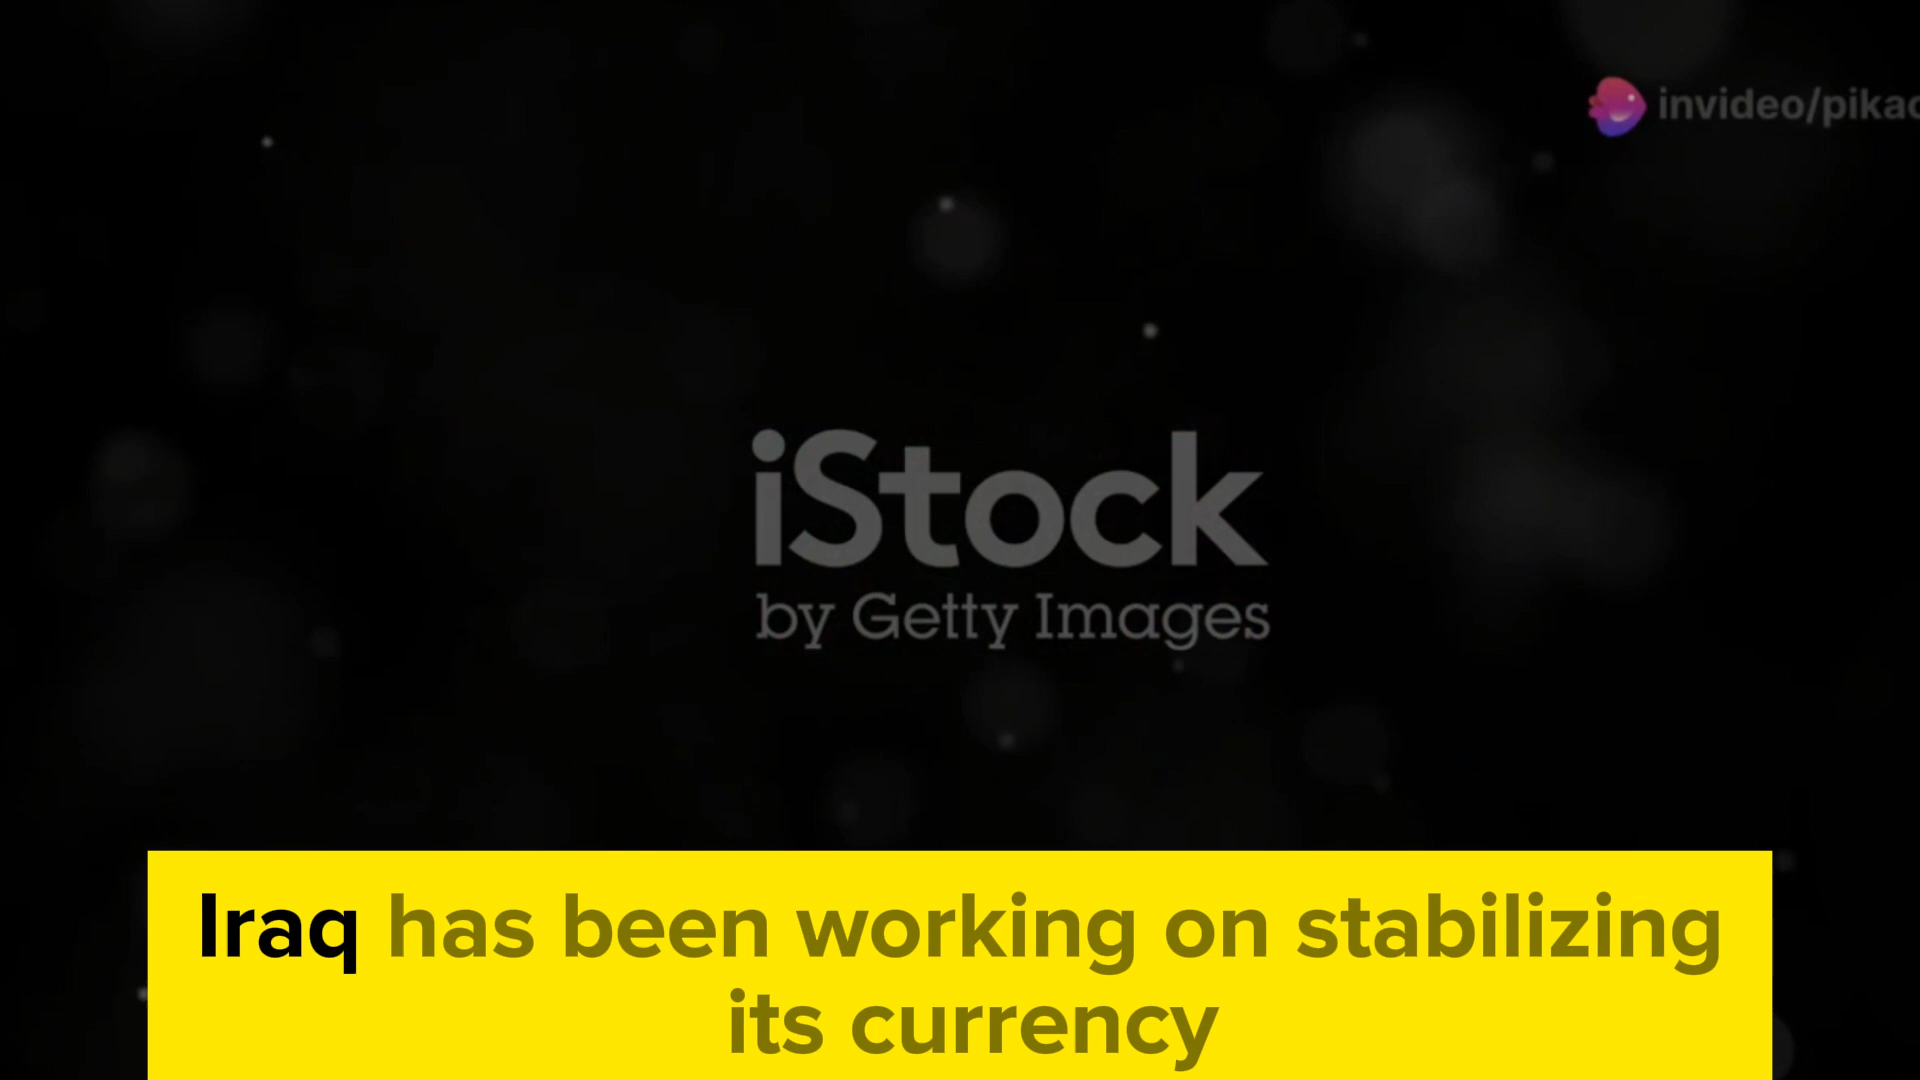 invideo/pikac
iStock
by Getty Images
Iraq has been working on stabilizing
its currency